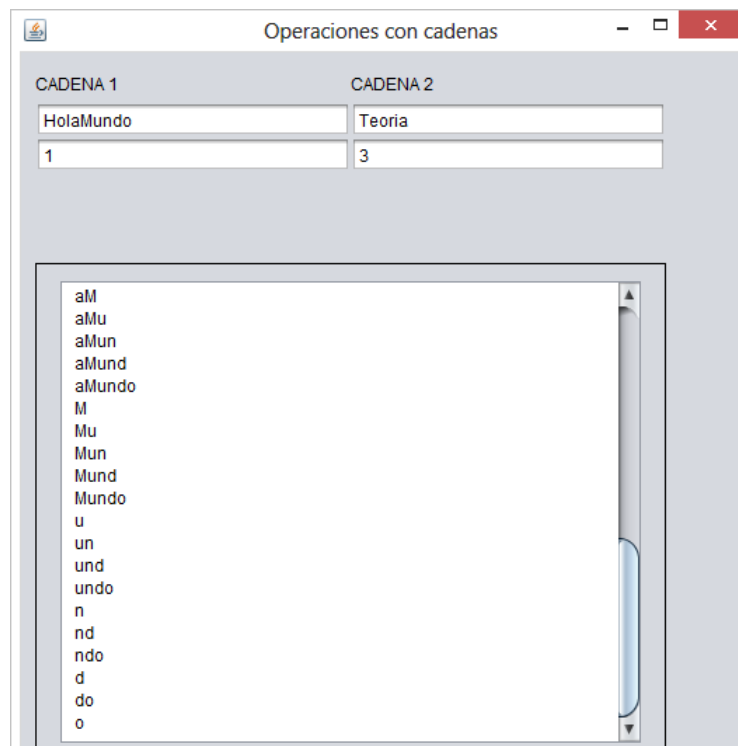 Operaciones con cadenas
CADENA 1 CADENA 2
HolaMundo Teoria
1 3
aM
aMu
aMun
aMund
aMundo
M
Mu
Mun
Mund
Mundo
u
un
und
undo
n
nd
ndo
d
do
o